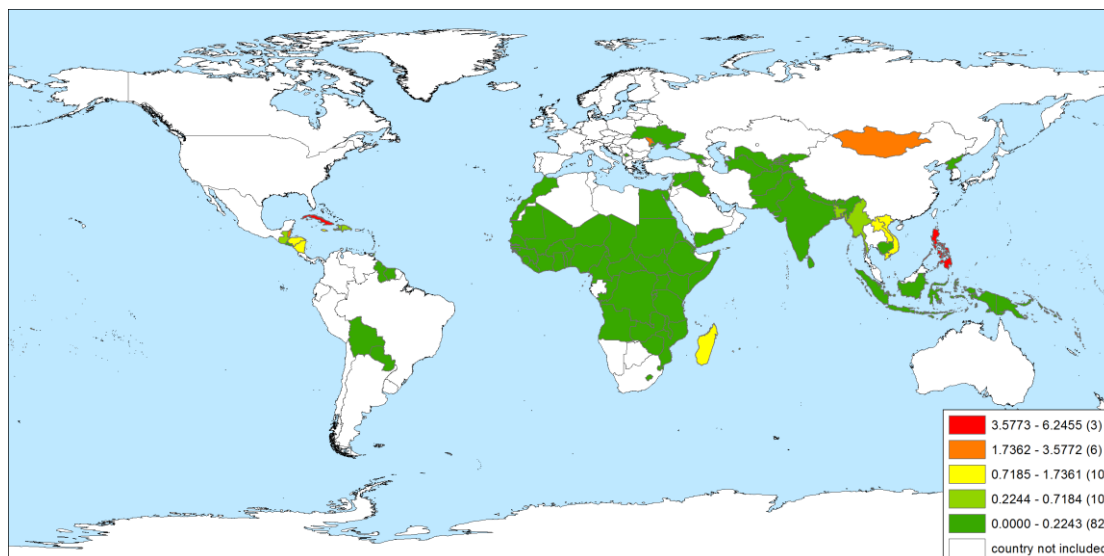 3.5773 - 6.2455 (3)
1.7362 - 3.5772 (6)
0.7185 - 1.7361 (10
0.2244 - 0.7184 (10
0.0000 - 0.2243 (82
country not included